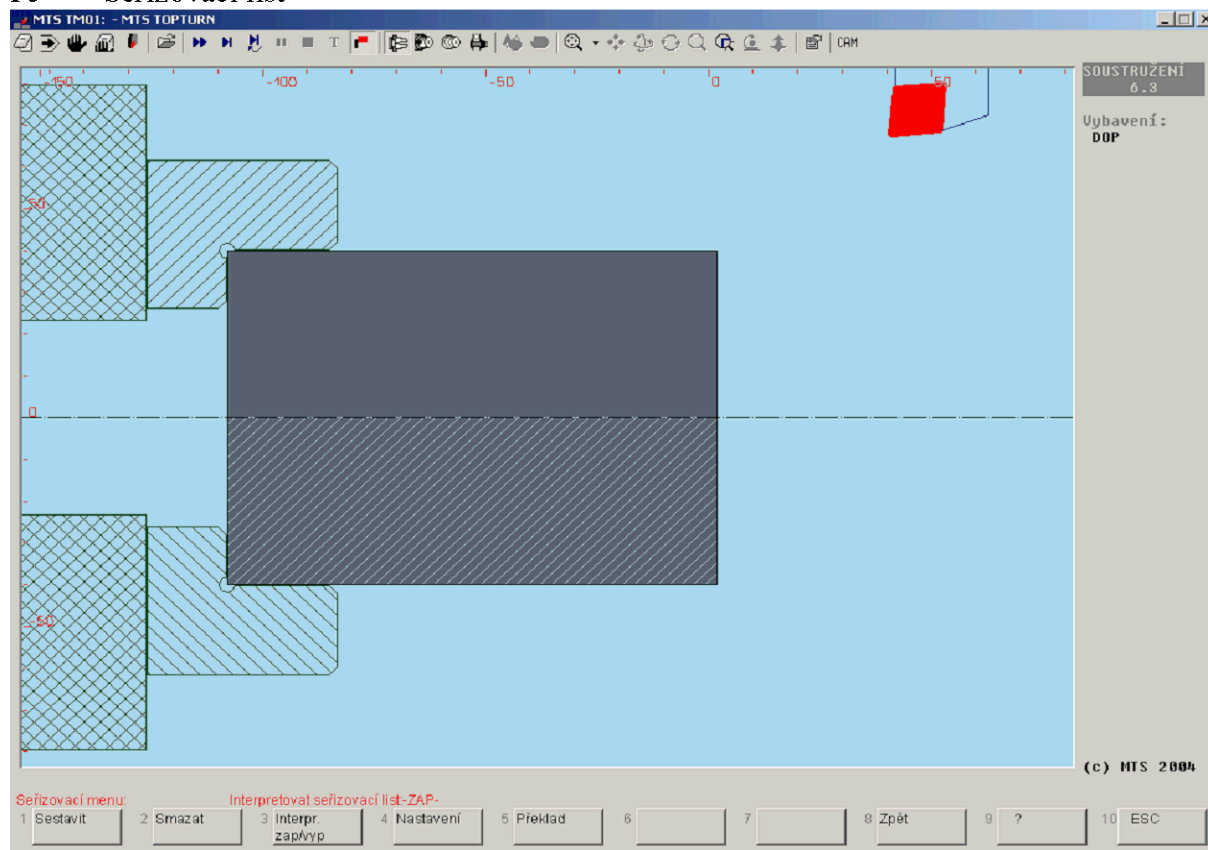 MTS TM01: - MTS TOPTURN
T CAM
-150 -100 -50 0 50
SOUSTRUŽENÍ
6.3
Vybavení:
DOP
50
0
-50
(c) MTS 2004
Seřizovací menu: Interpretovat seřizovací list:-ZAP-
1 Sestavit 2 Smazat 3 Interpr. zap/vyp 4 Nastavení 5 Překlad 6 7 8 Zpět 9 ? 10 ESC